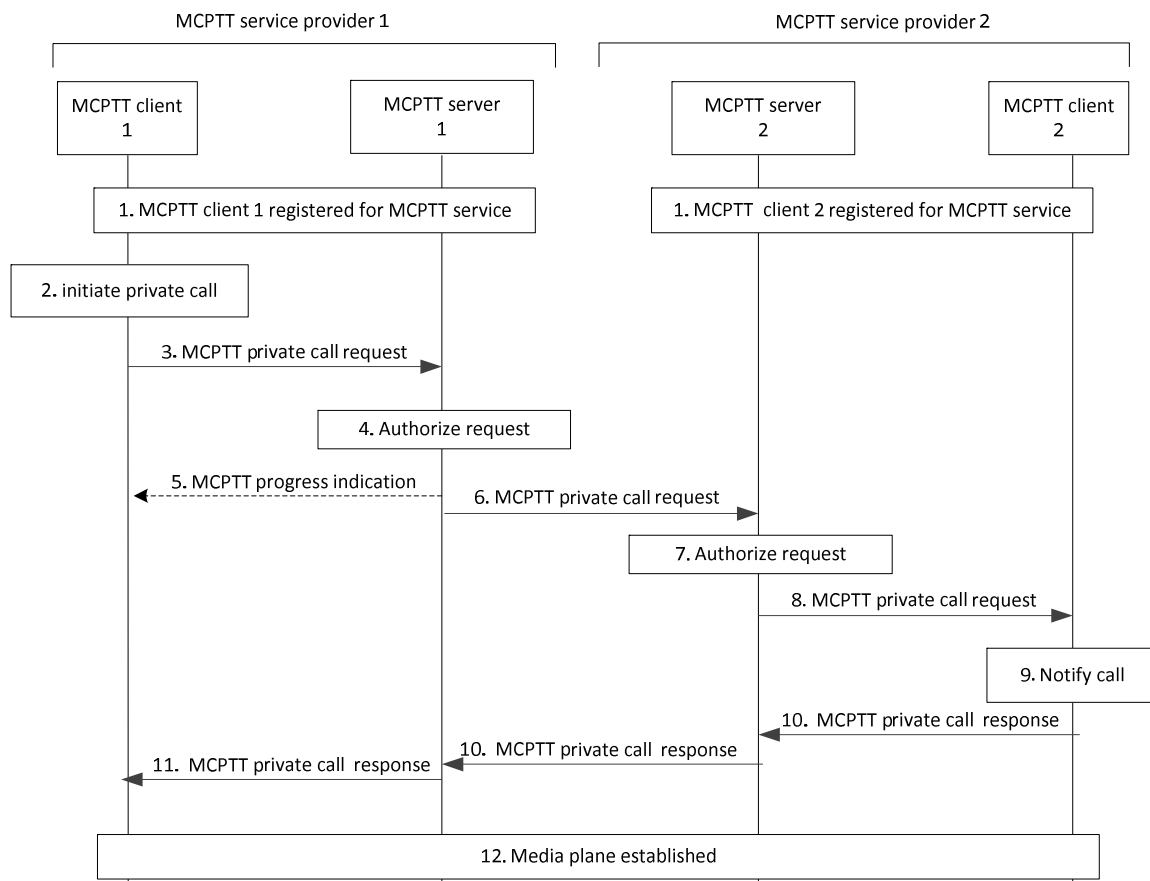 MCPTT service provider 1
MCPTT service provider 2
MCPTT client
1
MCPTT server
1
MCPTT server
2
MCPTT client
2
1. MCPTT client 1 registered for MCPTT service
1. MCPTT client 2 registered for MCPTT service
2. initiate private call
3. MCPTT private call request
4. Authorize request
5. MCPTT progress indication
6. MCPTT private call request
7. Authorize request
8. MCPTT private call request
9. Notify call
10. MCPTT private call response
10. MCPTT private call response
11. MCPTT private call response
12. Media plane established